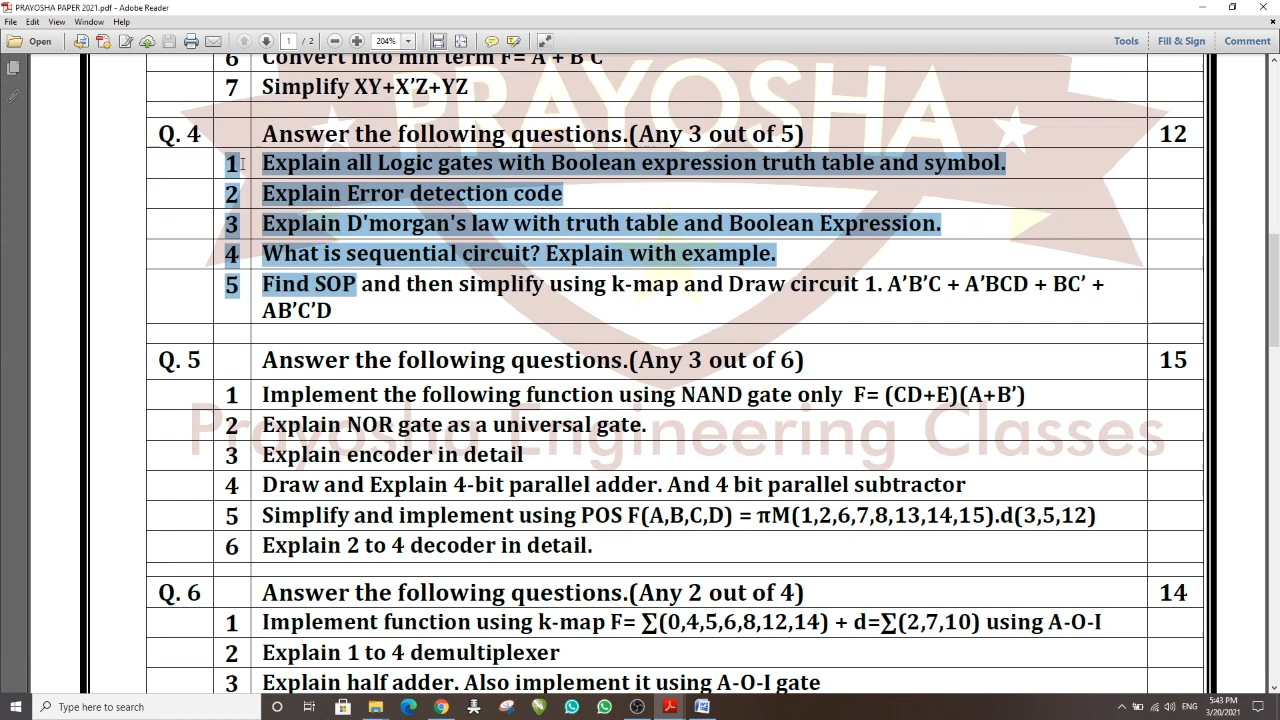 PRAYOSHA PAPER 2021.pdf - Adobe Reader
File Edit View Window Help
Open 1 / 2 204% Tools Fill & Sign Comment
6 Convert into min term F= A + B'C
7 Simplify XY+X’Z+YZ
PRAYOSHA
Q. 4 Answer the following questions.(Any 3 out of 5) 12
1 Explain all Logic gates with Boolean expression truth table and symbol.
2 Explain Error detection code
3 Explain D'morgan's law with truth table and Boolean Expression.
4 What is sequential circuit? Explain with example.
5 Find SOP and then simplify using k-map and Draw circuit 1. A’B’C + A’BCD + BC’ +
AB’C’D
Q. 5 Answer the following questions.(Any 3 out of 6) 15
1 Implement the following function using NAND gate only F= (CD+E)(A+B’)
2 Explain NOR gate as a universal gate.
Prayosha Engineering Classes
3 Explain encoder in detail
4 Draw and Explain 4-bit parallel adder. And 4 bit parallel subtractor
5 Simplify and implement using POS F(A,B,C,D) = πM(1,2,6,7,8,13,14,15).d(3,5,12)
6 Explain 2 to 4 decoder in detail.
Q. 6 Answer the following questions.(Any 2 out of 4) 14
1 Implement function using k-map F= ∑(0,4,5,6,8,12,14) + d=∑(2,7,10) using A-O-I
2 Explain 1 to 4 demultiplexer
3 Explain half adder. Also implement it using A-O-I gate
Type here to search
ENG
5:43 PM
3/20/2021